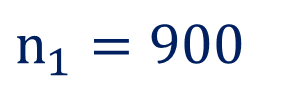 n₁ = 900